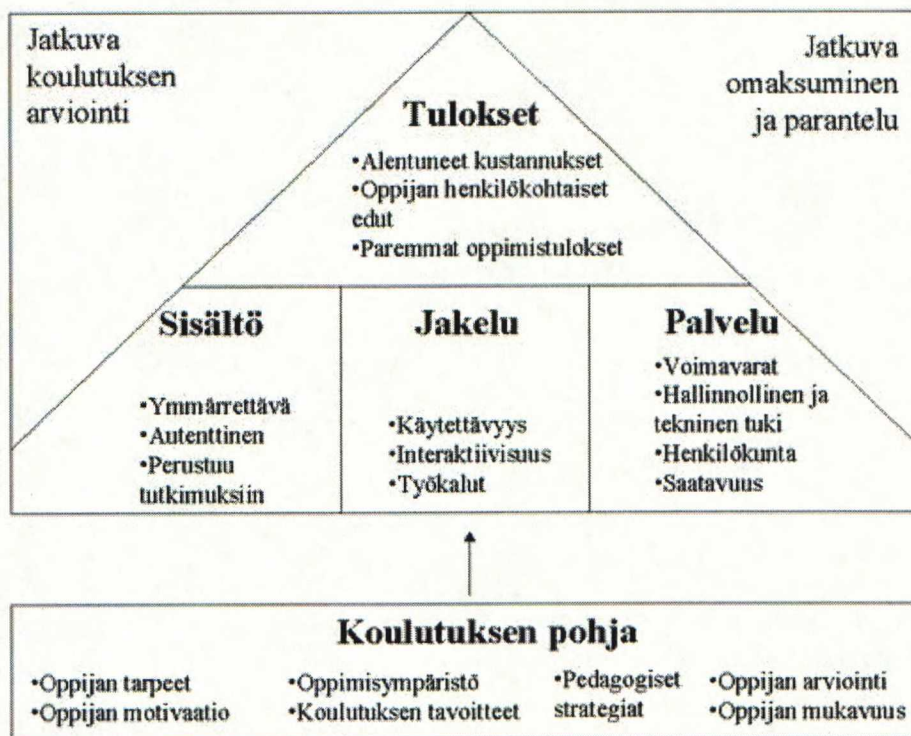 Jatkuva
koulutuksen
arviointi
Jatkuva
omaksuminen
ja parantelu
Tulokset
•Alentuneet kustannukset
•Oppijan henkilökohtaiset
edut
•Paremmat oppimistulokset
Sisältö
•Ymmärrettävä
•Autenttinen
•Perustuu
tutkimuksiin
Jakelu
•Käytettävyys
•Interaktiivisuus
•Työkalut
Palvelu
•Voimavarat
•Hallinnollinen ja
tekninen tuki
•Henkilökunta
•Saatavuus
Koulutuksen pohja
•Oppijan tarpeet
•Oppijan motivaatio
•Oppimisympäristö
•Koulutuksen tavoitteet
•Pedagogiset
strategiat
•Oppijan arviointi
•Oppijan mukavuus